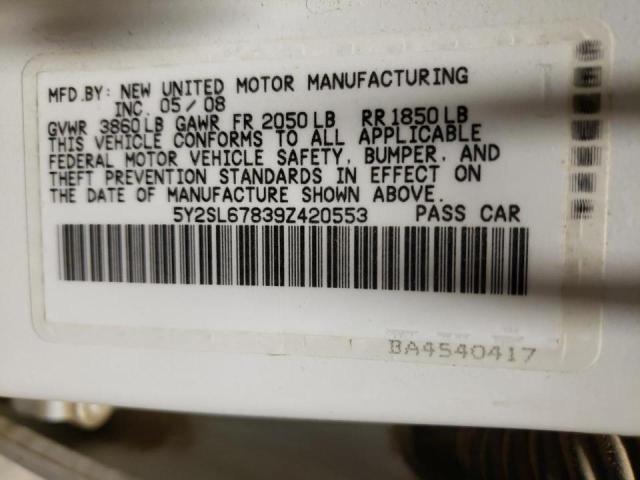 MFD.BY: NEW UNITED MOTOR MANUFACTURING
INC. 05/08
GVWR 3860LB GAWR FR 2050LB RR1850LB
THIS VEHICLE CONFORMS TO ALL APPLICABLE
FEDERAL MOTOR VEHICLE SAFETY, BUMPER, AND
THEFT PREVENTION STANDARDS IN EFFECT ON
THE DATE OF MANUFACTURE SHOWN ABOVE.
5Y2SL67839Z420553 PASS CAR
BA4540417